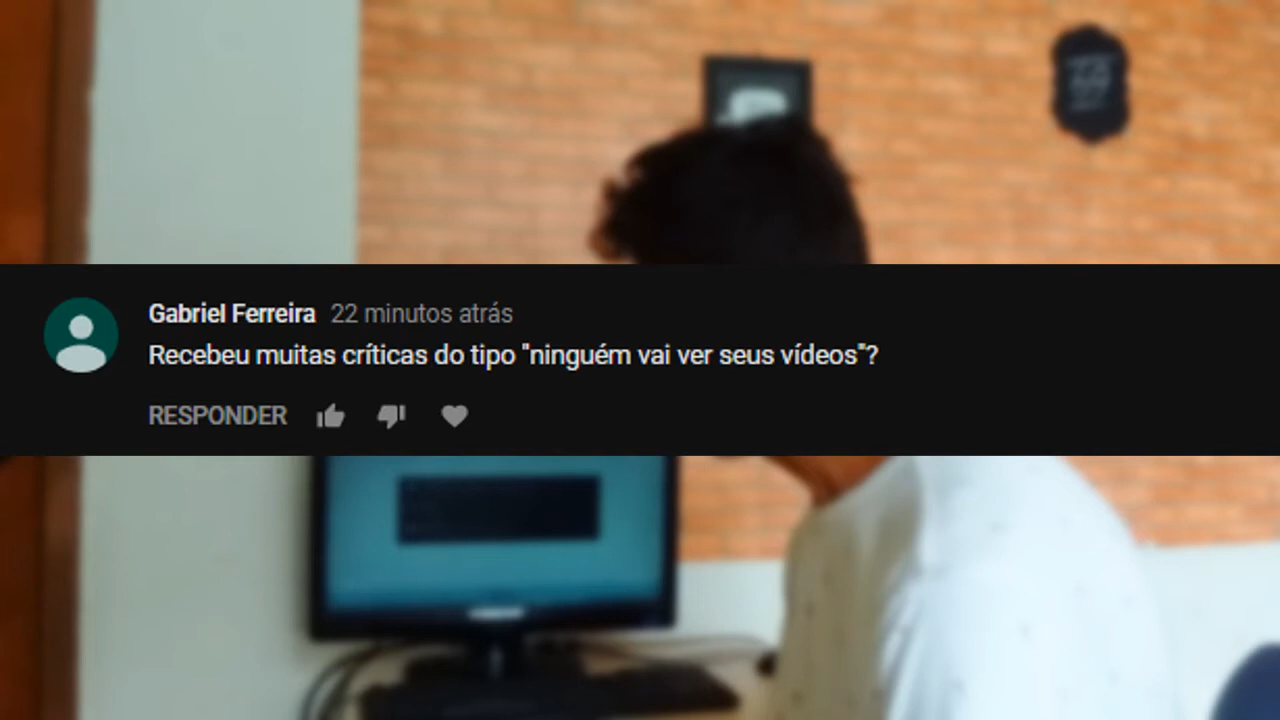 Gabriel Ferreira 22 minutos atrás
Recebeu muitas críticas do tipo "ninguém vai ver seus vídeos"?
RESPONDER